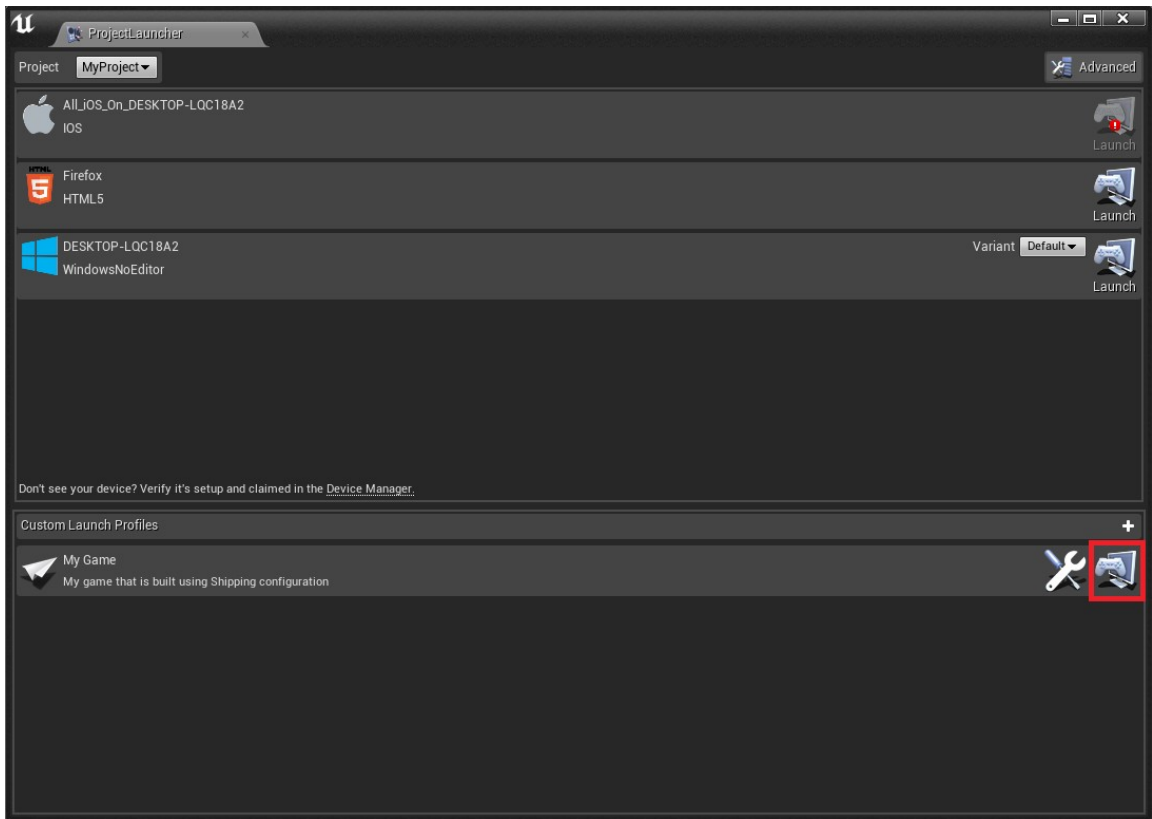 ProjectLauncher
Project MyProject Advanced
All_iOS_On_DESKTOP-LQC18A2
IOS
Launch
HTML
5
Firefox
HTML5
Launch
DESKTOP-LQC18A2
Variant Default
WindowsNoEditor
Launch
Don't see your device? Verify it's setup and claimed in the Device Manager.
Custom Launch Profiles
My Game
My game that is built using Shipping configuration